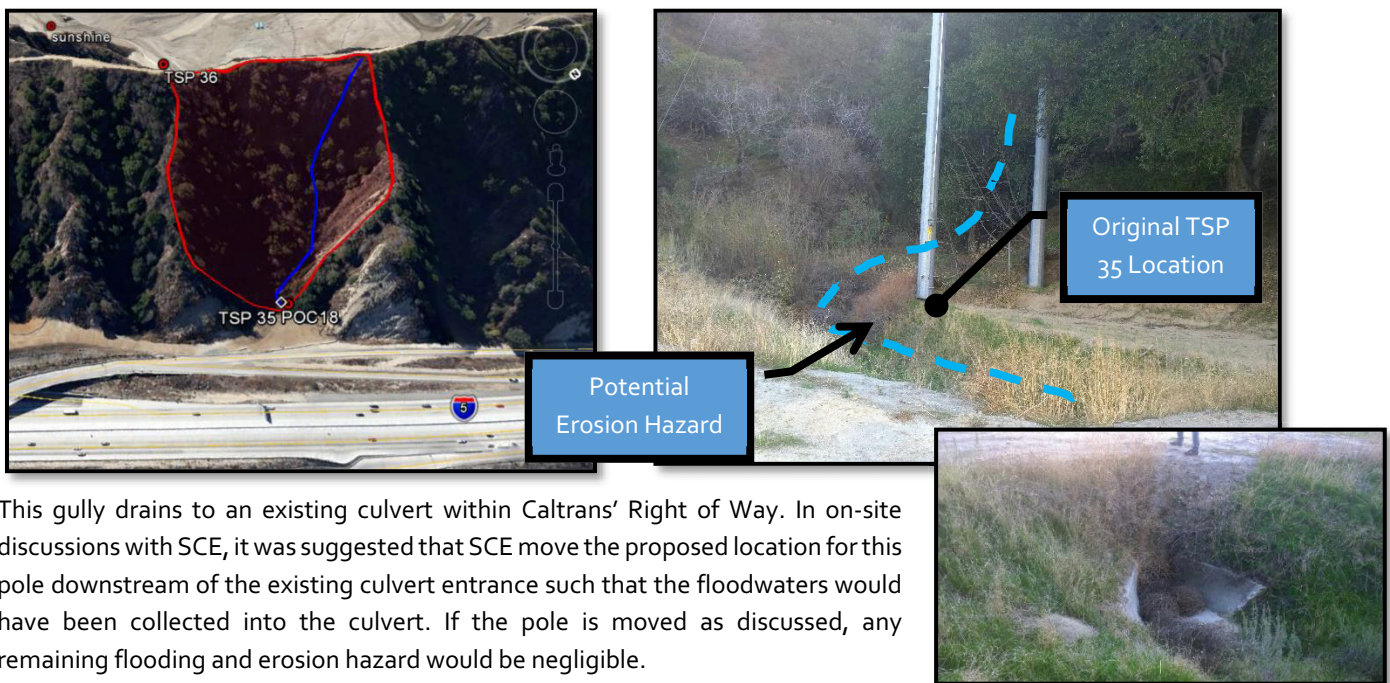 sunshine
TSP 36
TSP 35 POC18
5
Original TSP
35 Location
Potential
Erosion Hazard
This gully drains to an existing culvert within Caltrans’ Right of Way. In on-site
discussions with SCE, it was suggested that SCE move the proposed location for this
pole downstream of the existing culvert entrance such that the floodwaters would
have been collected into the culvert. If the pole is moved as discussed, any
remaining flooding and erosion hazard would be negligible.